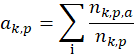 a_{k,p} = \sum_{i} \frac{n_{k,p,a}}{n_{k,p}}